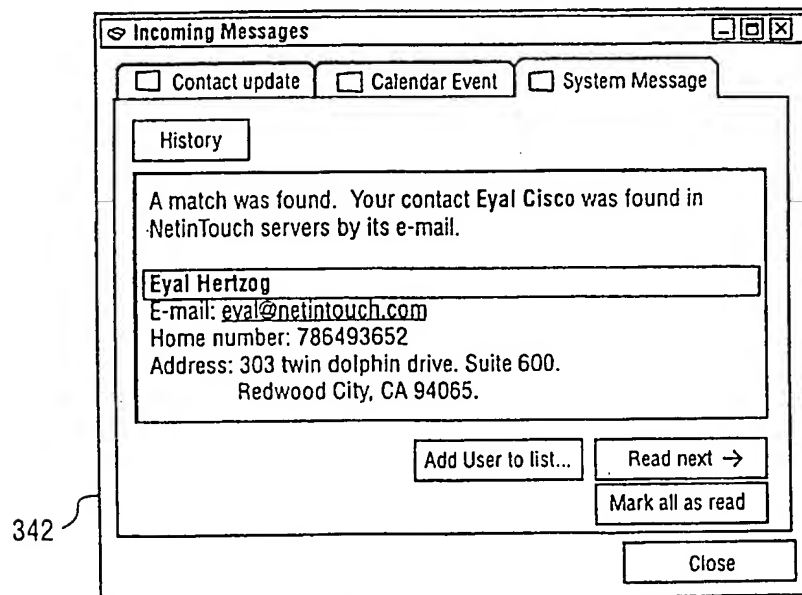 Incoming Messages
Contact update
Calendar Event
System Message
History
A match was found. Your contact Eyal Cisco was found in
NetinTouch servers by its e-mail.
Eyal Hertzog
E-mail: eyal@netintouch.com
Home number: 786493652
Address: 303 twin dolphin drive. Suite 600.
Redwood City, CA 94065.
Add User to list...
Read next →
Mark all as read
342
Close